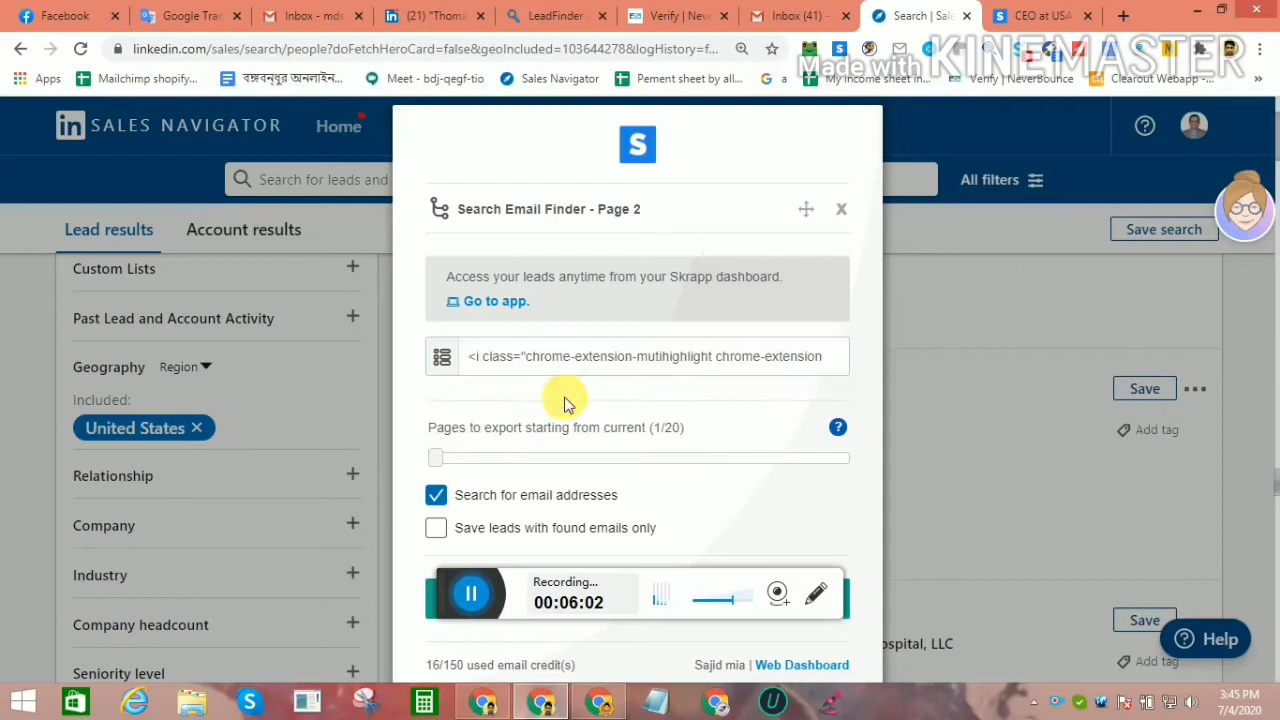 Facebook
Google Tran
Inbox - mds
(21) "Thoma
LeadFinder
Verify | Neve
Inbox (41) -
Search | Sale
CEO at USA
linkedin.com/sales/search/people?doFetchHeroCard=false&geoIncluded=103644278&logHistory=f...
Made with KINEMASTER
Apps
Mailchimp shopify...
বঙ্গবন্ধুর অনলাইন...
Meet - bdj-qegf-tio
Sales Navigator
Pement sheet by all...
a
My income sheet in...
Verify | NeverBounce
Clearout Webapp -...
in SALES NAVIGATOR
Home
Search for leads and
All filters
Lead results
Account results
Save search
S
Search Email Finder - Page 2
X
Access your leads anytime from your Skrapp dashboard.
Go to app.
<i class="chrome-extension-mutihighlight chrome-extension
Pages to export starting from current (1/20)
?
Search for email addresses
Save leads with found emails only
Recording...
00:06:02
16/150 used email credit(s)
Sajid mia | Web Dashboard
Custom Lists
Past Lead and Account Activity
Geography
Region
Included:
United States
Relationship
Company
Industry
Company headcount
Seniority level
Save
Add tag
Save
ospital, LLC
Help
Add tag
3:45 PM
7/4/2020